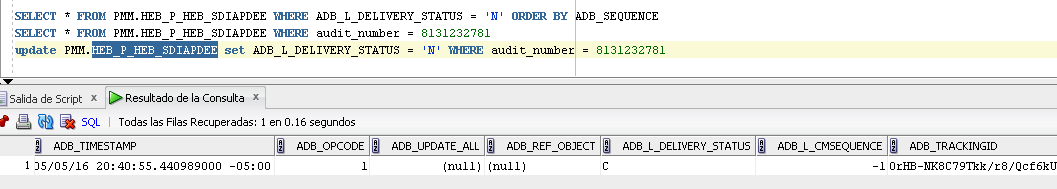 SELECT * FROM PMM.HEB_P_HEB_SDIAPDEE WHERE ADB_L_DELIVERY_STATUS = 'N' ORDER BY ADB_SEQUENCE
SELECT * FROM PMM.HEB_P_HEB_SDIAPDEE WHERE audit_number = 8131232781
update PMM.HEB_P_HEB_SDIAPDEE set ADB_L_DELIVERY_STATUS = 'N' WHERE audit_number = 8131232781
Salida de Script x Resultado de la Consulta x
SQL | Todas las Filas Recuperadas: 1 en 0.16 segundos
ADB_TIMESTAMP ADB_OPCODE ADB_UPDATE_ALL ADB_REF_OBJECT ADB_L_DELIVERY_STATUS ADB_L_CMSEQUENCE ADB_TRACKINGID
1 05/05/16 20:40:55.440989000 -05:00 1 (null) (null) C -1 0rHB-NK8C79Tkk/r8/Qcf6kU